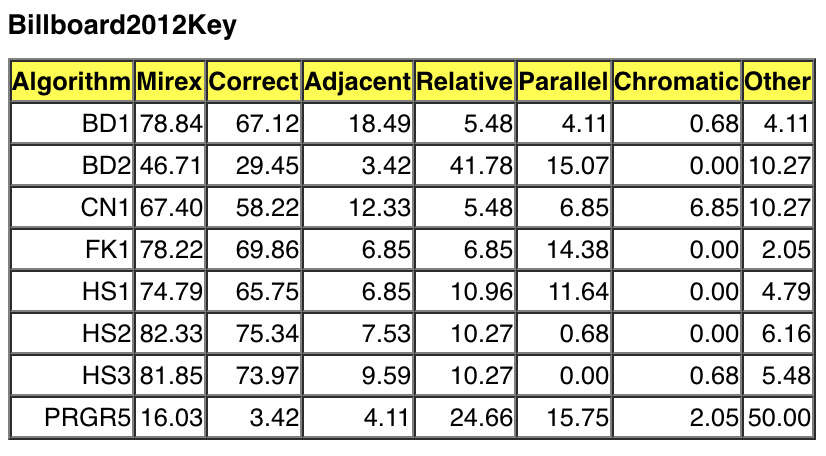 Billboard2012Key
Algorithm Mirex Correct Adjacent Relative Parallel Chromatic Other
BD1 78.84 67.12 18.49 5.48 4.11 0.68 4.11
BD2 46.71 29.45 3.42 41.78 15.07 0.00 10.27
CN1 67.40 58.22 12.33 5.48 6.85 6.85 10.27
FK1 78.22 69.86 6.85 6.85 14.38 0.00 2.05
HS1 74.79 65.75 6.85 10.96 11.64 0.00 4.79
HS2 82.33 75.34 7.53 10.27 0.68 0.00 6.16
HS3 81.85 73.97 9.59 10.27 0.00 0.68 5.48
PRGR5 16.03 3.42 4.11 24.66 15.75 2.05 50.00